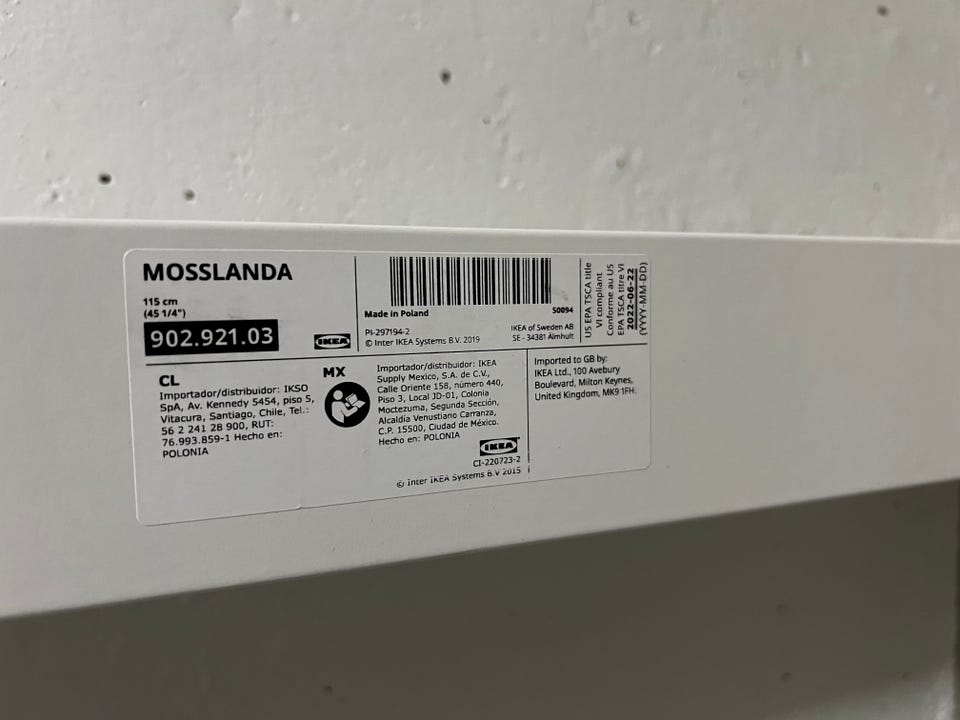 MOSSLANDA
115 cm
(45 1/4")
902.921.03
IKEA
Made in Poland
50094
PI-297194-2
© Inter IKEA Systems B.V. 2019
IKEA of Sweden AB
SE - 34381 Älmhult
US EPA TSCA title
VI compliant
Conforme au US
EPA TSCA titre VI
2022-06-22
(YYYY-MM-DD)
CL
Importador/distribuidor: IKSO
SpA, Av. Kennedy 5454, piso 5,
Vitacura, Santiago, Chile, Tel.:
56 2 241 28 900, RUT:
76.993.859-1 Hecho en:
POLONIA
MX
Importador/distribuidor: IKEA
Supply Mexico, S.A. de C.V.,
Calle Oriente 158, número 440,
Piso 3, Local JD-01, Colonia
Moctezuma, Segunda Sección,
Alcaldía Venustiano Carranza,
C.P. 15500, Ciudad de México.
Hecho en: POLONIA
IKEA
CI-220723-2
© Inter IKEA Systems B.V 2015
Imported to GB by:
IKEA Ltd., 100 Avebury
Boulevard, Milton Keynes,
United Kingdom, MK9 1FH.